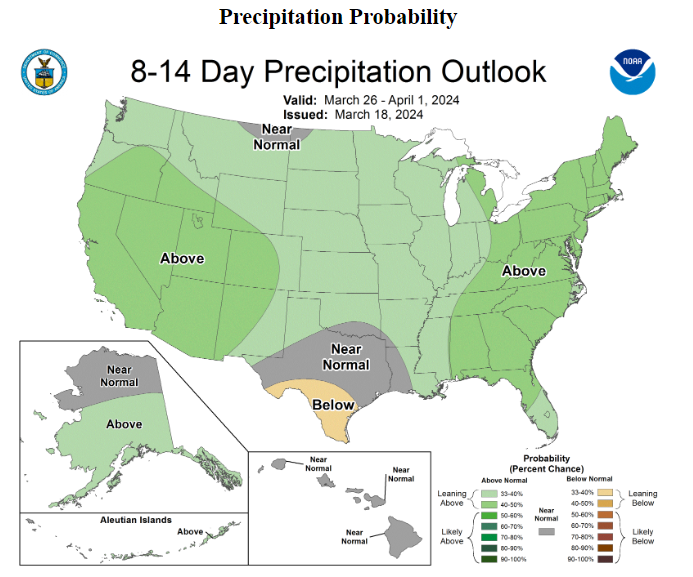 Precipitation Probability
8-14 Day Precipitation Outlook
Valid: March 26 - April 1, 2024
Issued: March 18, 2024
NOAA
Near
Normal
Above
Above
Near
Normal
Below
Near
Normal
Above
Aleutian Islands
Above
Near
Normal
Near
Normal
Near
Normal
Probability
(Percent Chance)
Above Normal
Below Normal
Leaning
Above
33-40%
40-50%
Likely
Above
50-60%
60-70%
70-80%
80-90%
90-100%
Near
Normal
33-40%
40-50%
Leaning
Below
50-60%
60-70%
70-80%
80-90%
90-100%
Likely
Below